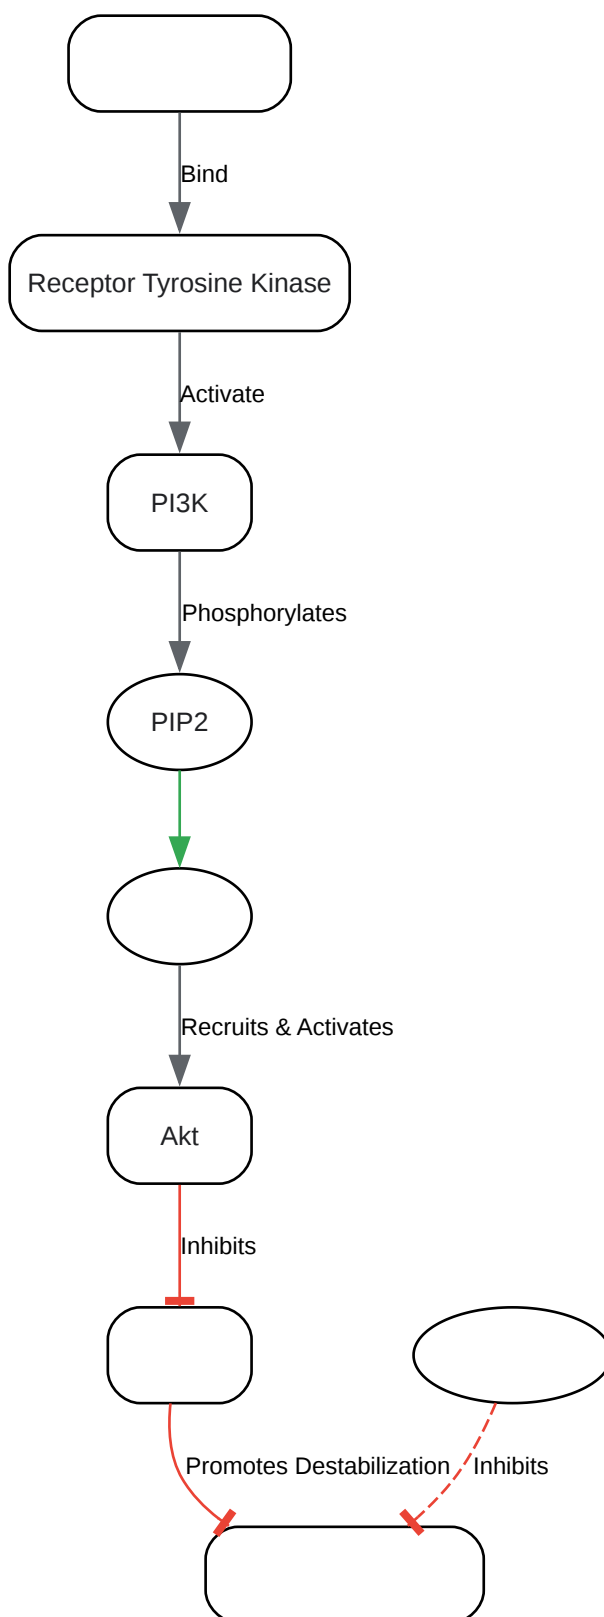 Bind
Receptor Tyrosine Kinase
Activate
PI3K
Phosphorylates
PIP2
Recruits & Activates
Akt
Inhibits
Promotes Destabilization
Inhibits